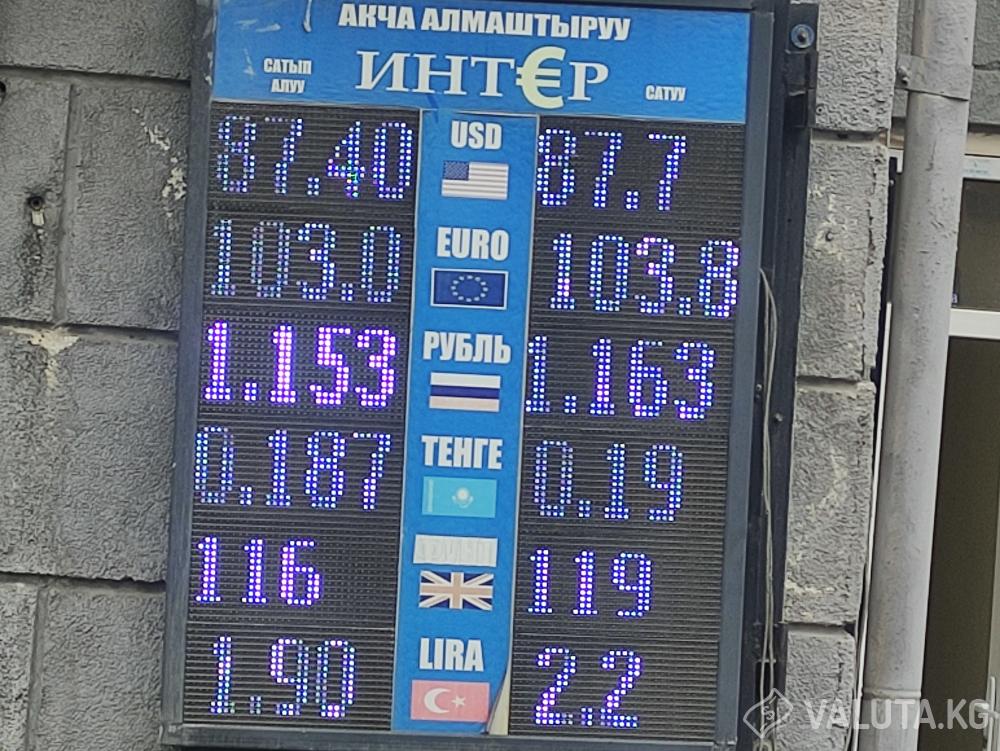 АКЧА АЛМАШТЫРУУ
САТЫП АЛУУ
ИНТ€Р
САТУУ
87.40 USD 87.7
103.0 EURO 103.8
1.153 РУБЛЬ 1.163
0.187 ТЕНГЕ 0.19
116 119
1.90 LIRA 2.2
VALUTA.KG